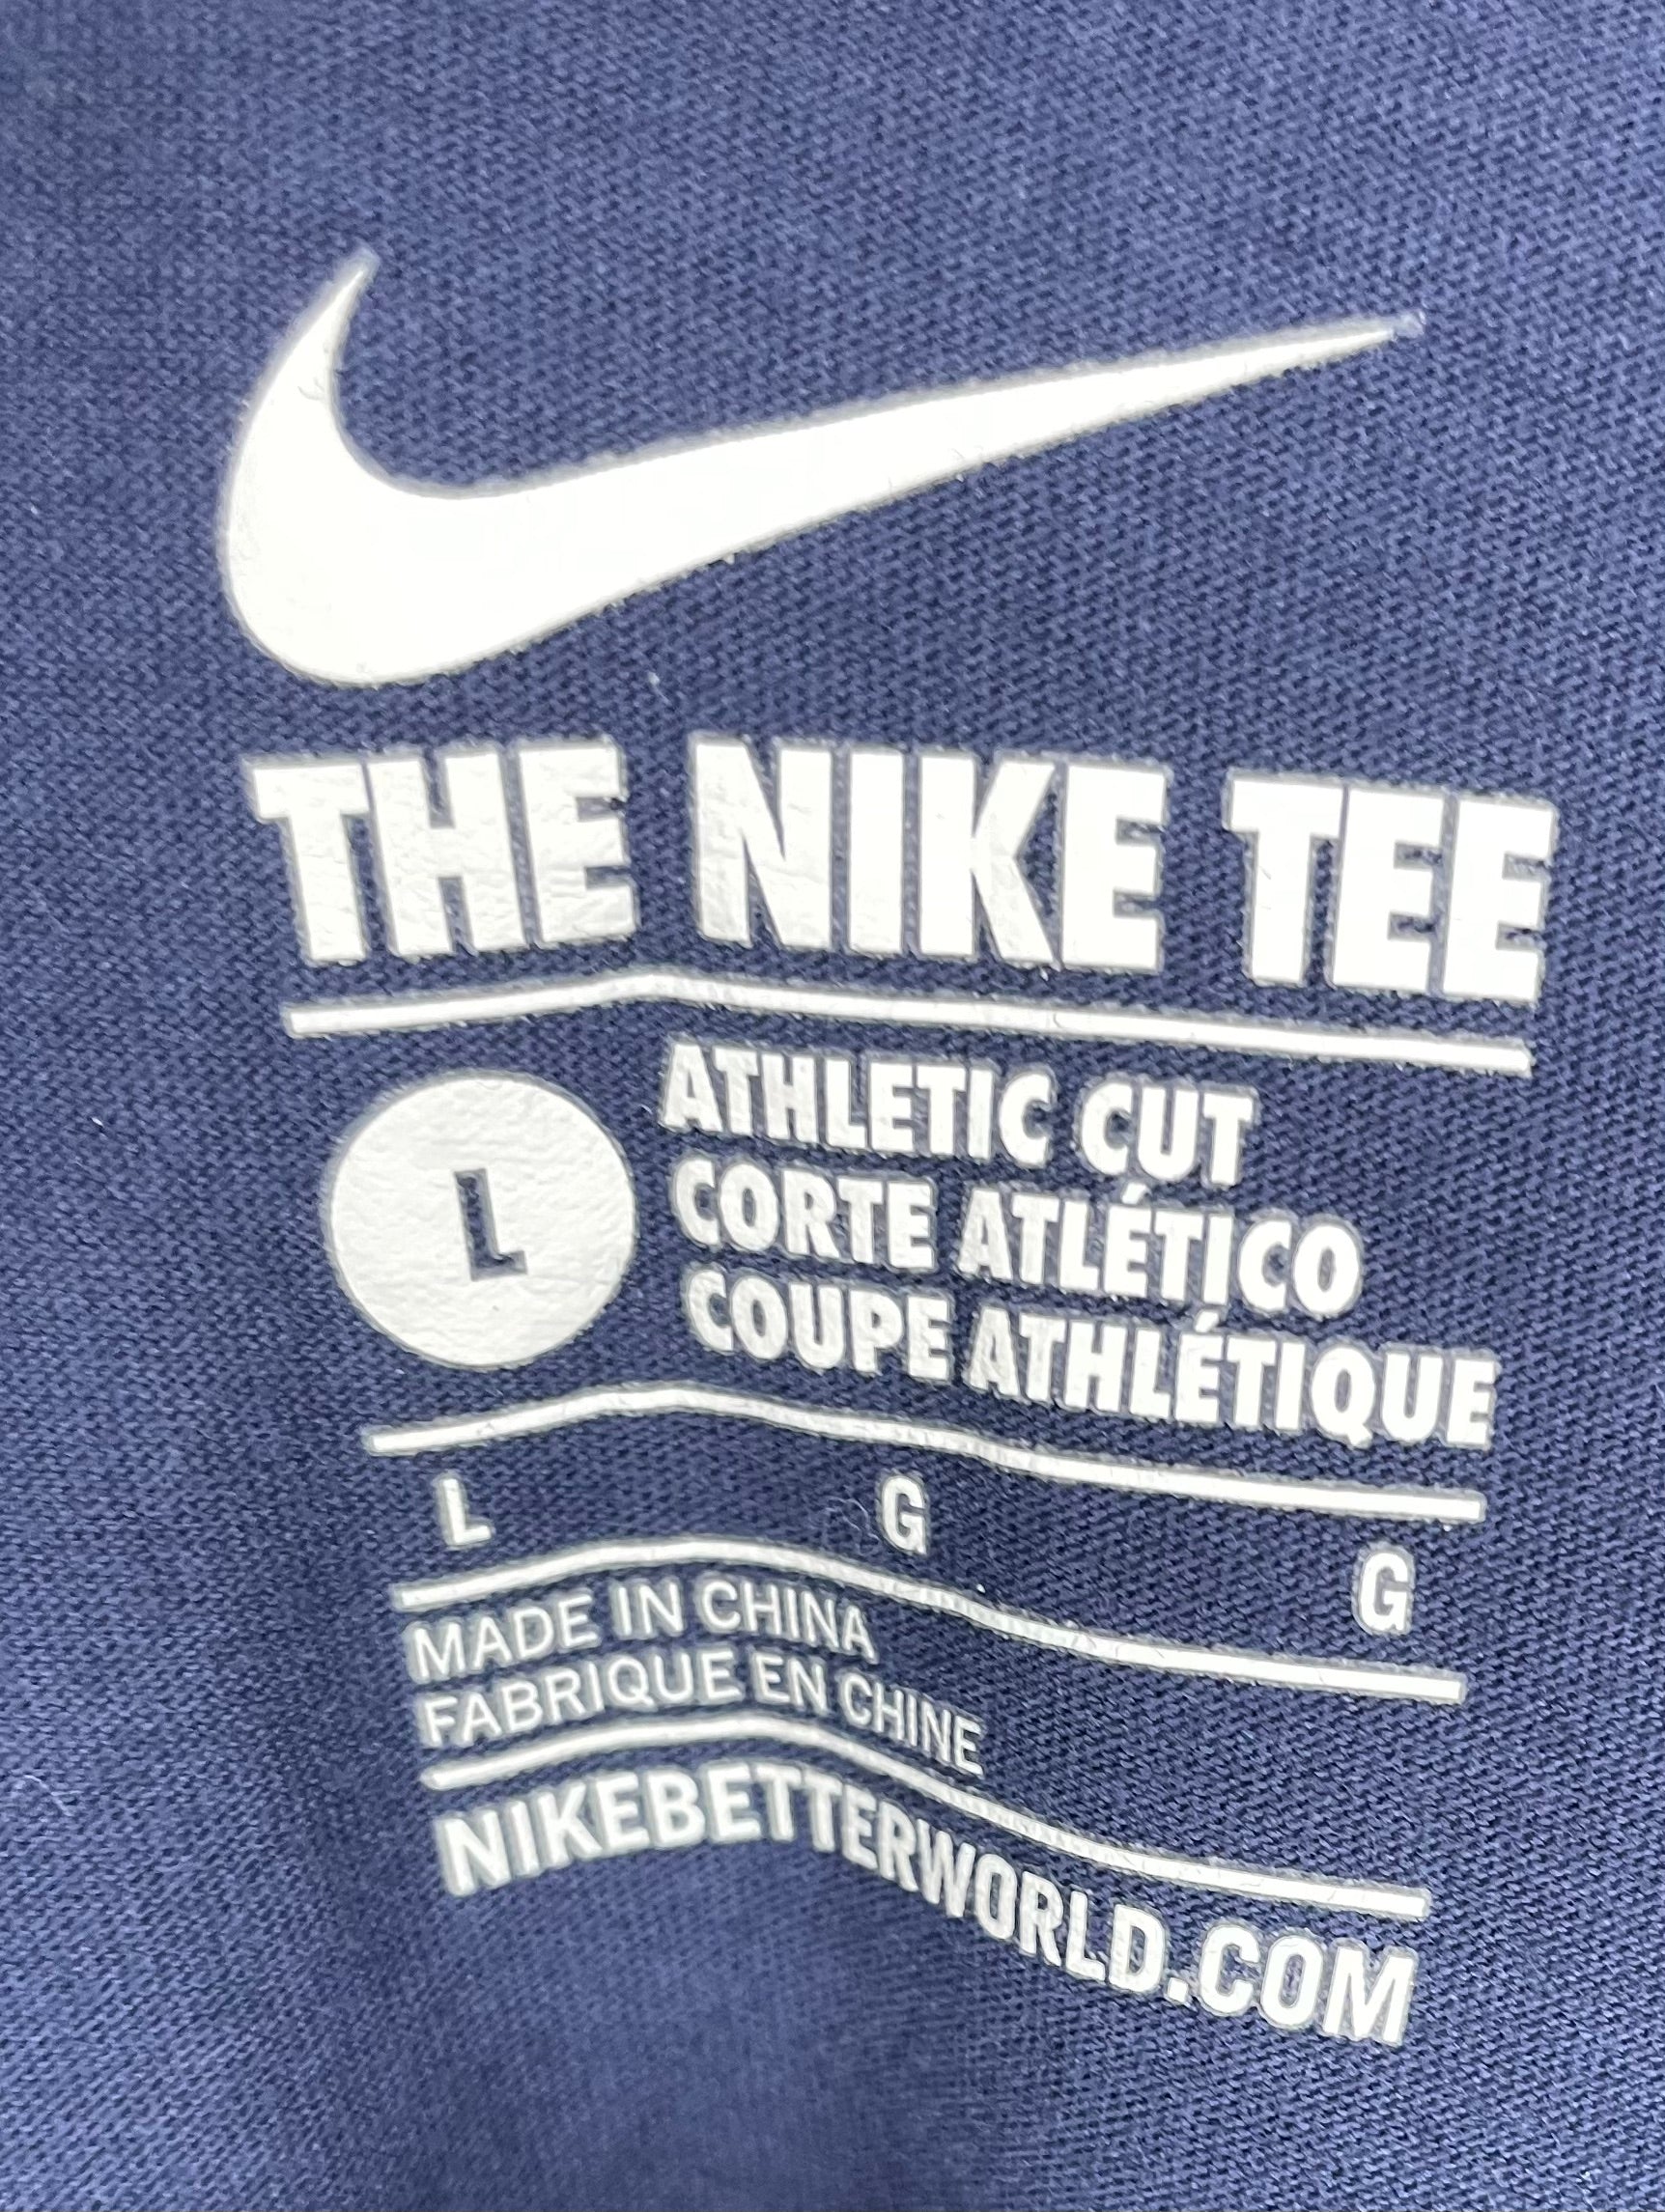 THE NIKE TEE
L
ATHLETIC CUT
CORTE ATLÉTICO
COUPE ATHLÉTIQUE
L G G
MADE IN CHINA
FABRIQUE EN CHINE
NIKEBETTERWORLD.COM